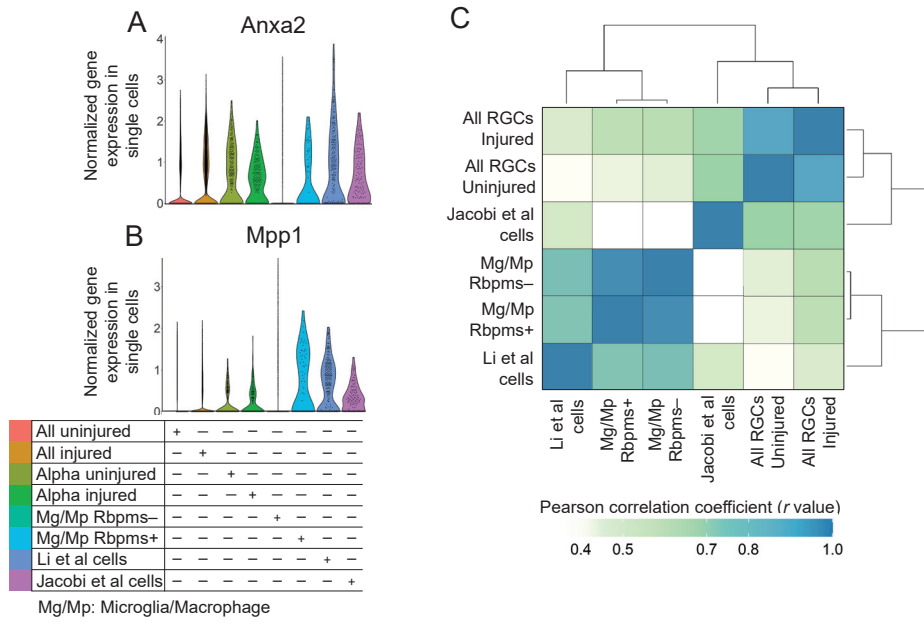 A
Anxa2
Normalized gene
expression in
single cells
4
3
2
1
0
B
Mpp1
Normalized gene
expression in
single cells
3
2
1
0
All uninjured + – – – – – – –
All injured – + – – – – – –
Alpha uninjured – – + – – – – –
Alpha injured – – – + – – – –
Mg/Mp Rbpms– – – – – + – – –
Mg/Mp Rbpms+ – – – – – + – –
Li et al cells – – – – – – + –
Jacobi et al cells – – – – – – – +
Mg/Mp: Microglia/Macrophage
C
All RGCs
Injured
All RGCs
Uninjured
Jacobi et al
cells
Mg/Mp
Rbpms–
Mg/Mp
Rbpms+
Li et al
cells
Li et al
cells
Mg/Mp
Rbpms+
Mg/Mp
Rbpms–
Jacobi et al
cells
All RGCs
Uninjured
All RGCs
Injured
Pearson correlation coefficient (r value)
0.4 0.5 0.7 0.8 1.0